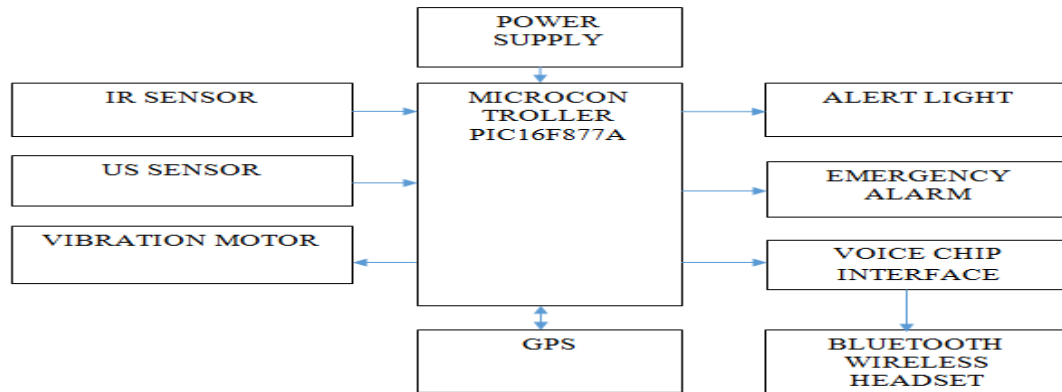 POWER
SUPPLY
IR SENSOR
MICROCON
TROLLER
PIC16F877A
ALERT LIGHT
US SENSOR
EMERGENCY
ALARM
VIBRATION MOTOR
VOICE CHIP
INTERFACE
GPS
BLUETOOTH
WIRELESS
HEADSET